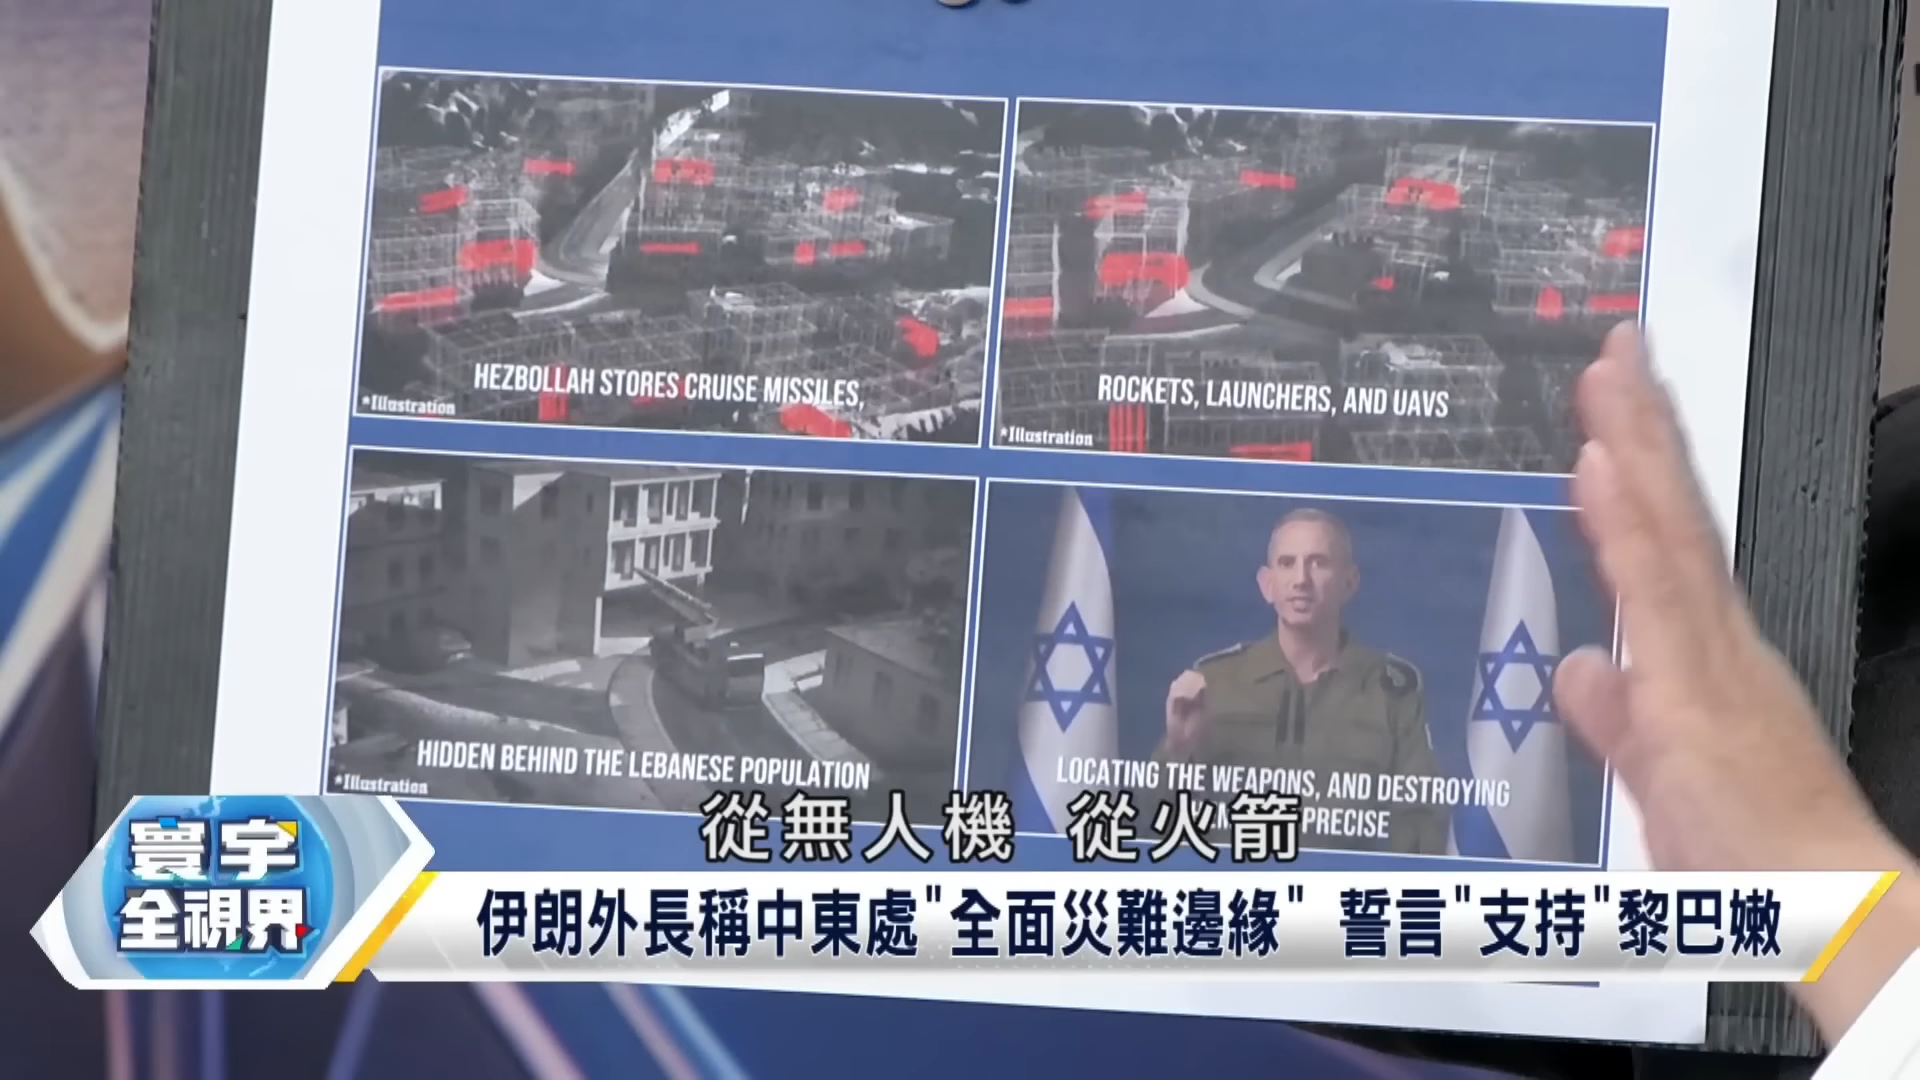 HEZBOLLAH STORES CRUISE MISSILES,
*Illustration
ROCKETS, LAUNCHERS, AND UAVS
*Illustration
HIDDEN BEHIND THE LEBANESE POPULATION
*Illustration
LOCATING THE WEAPONS, AND DESTROYING
PRECISE
從無人機 從火箭
寰宇
全視界
伊朗外長稱中東處"全面災難邊緣" 誓言"支持"黎巴嫩